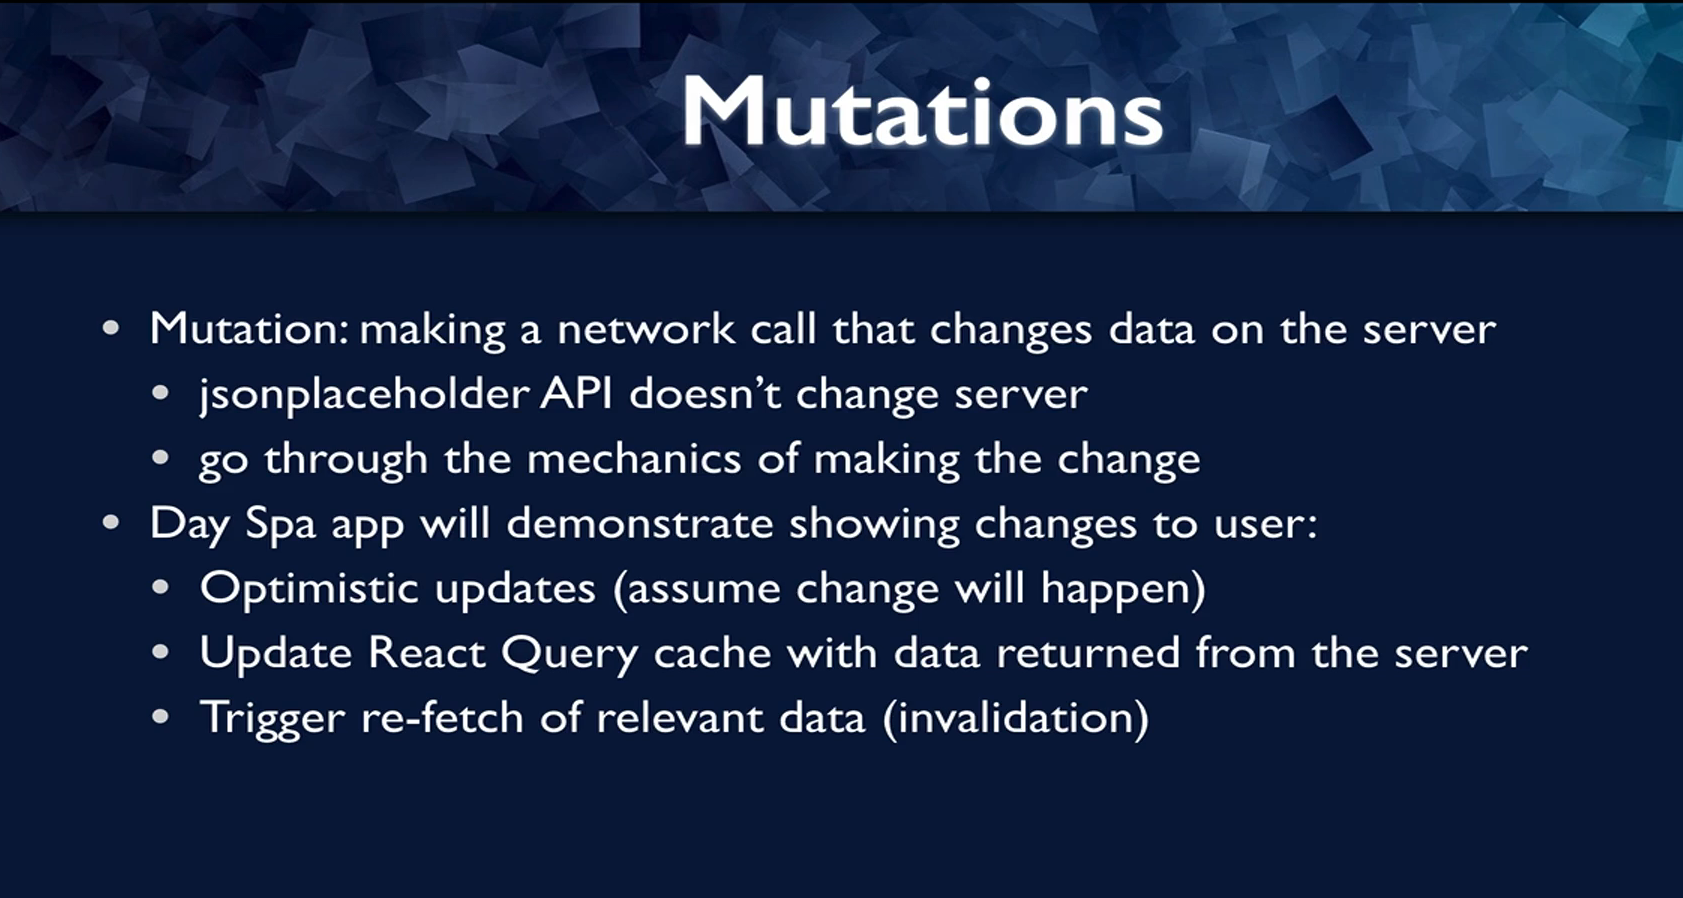 Mutations
• Mutation: making a network call that changes data on the server
• jsonplaceholder API doesn’t change server
• go through the mechanics of making the change
• Day Spa app will demonstrate showing changes to user:
• Optimistic updates (assume change will happen)
• Update React Query cache with data returned from the server
• Trigger re-fetch of relevant data (invalidation)